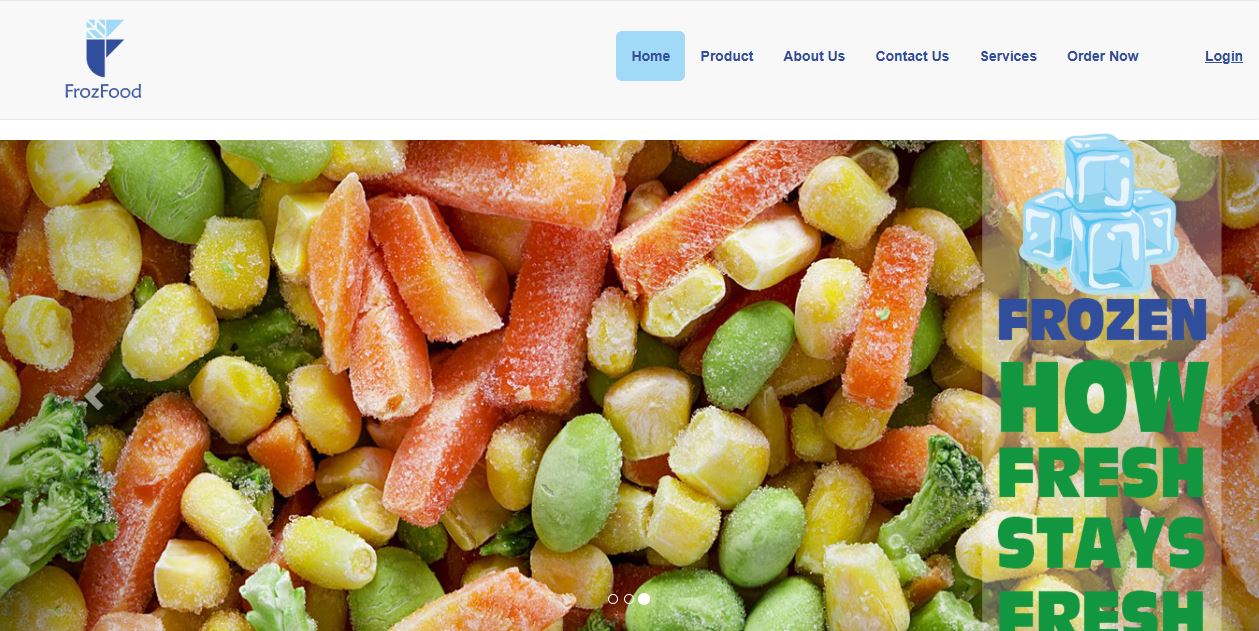 FrozFood
Home Product About Us Contact Us Services Order Now Login
FROZEN
HOW
FRESH
STAYS
FRESH